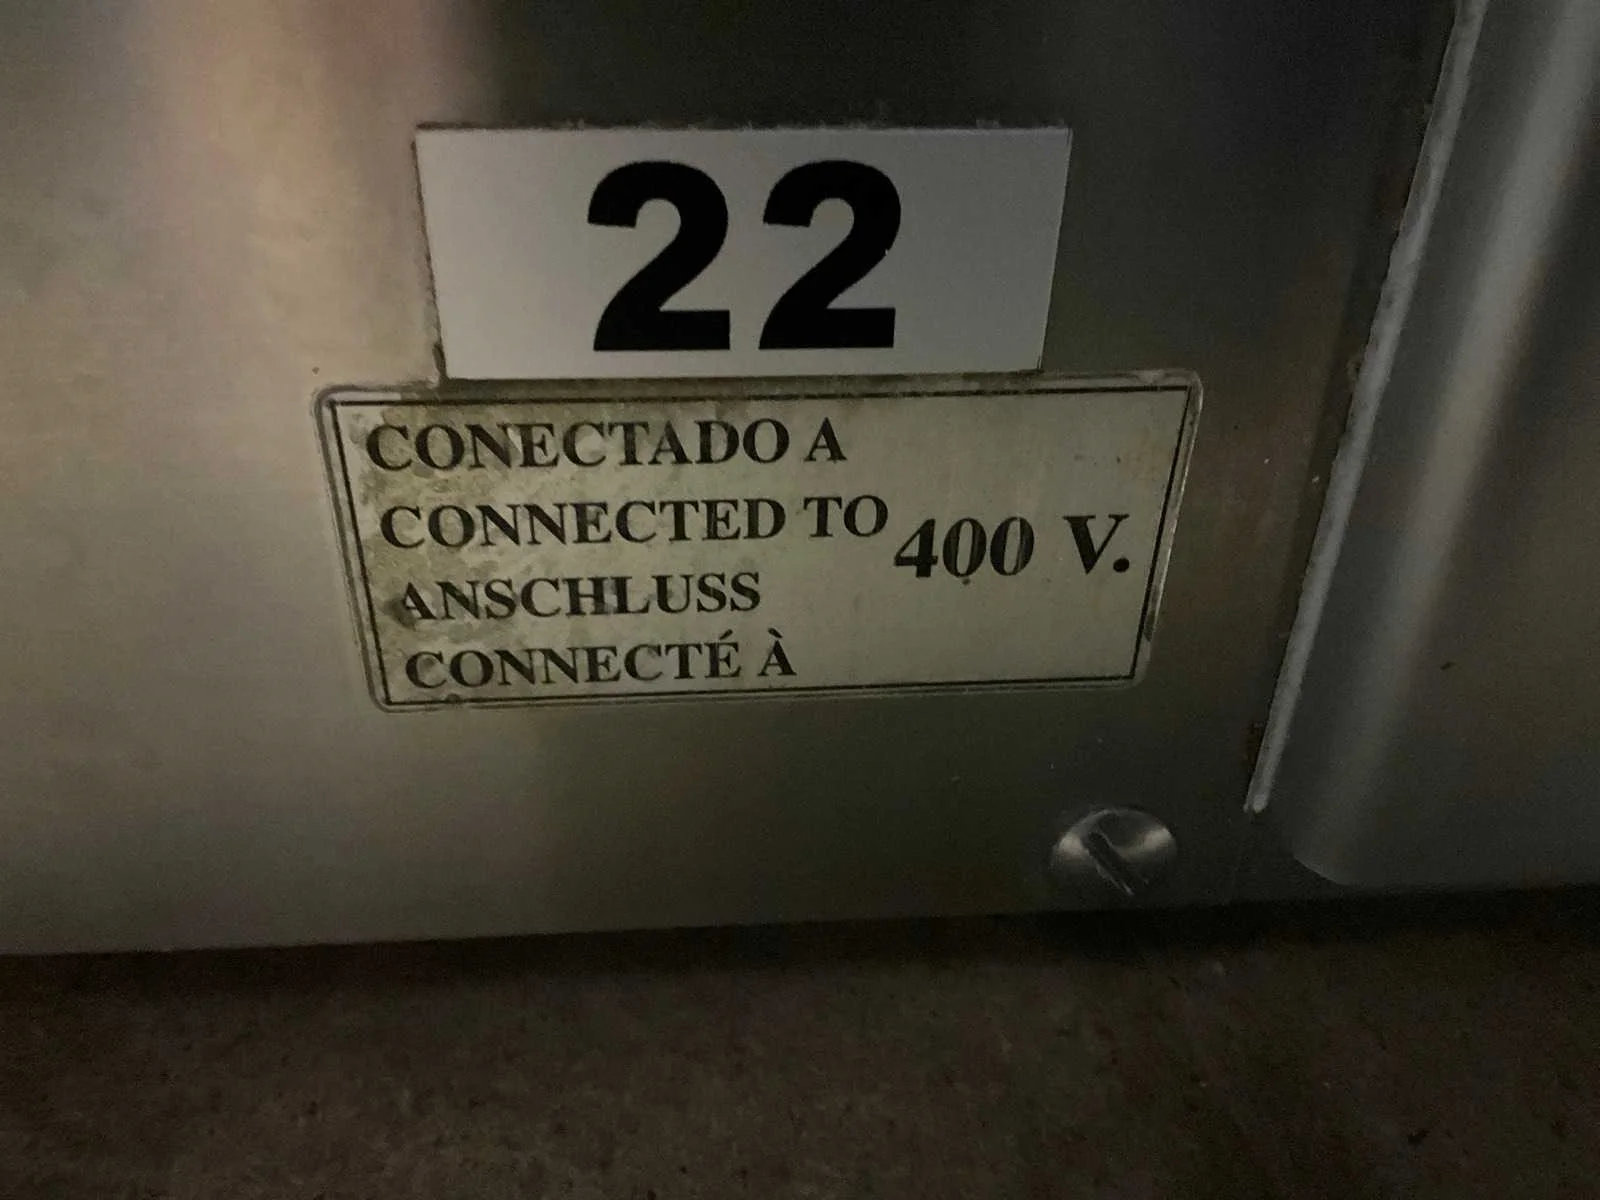 22
CONECTADO A
CONNECTED TO 400 V.
ANSCHLUSS
CONNECTÉ À